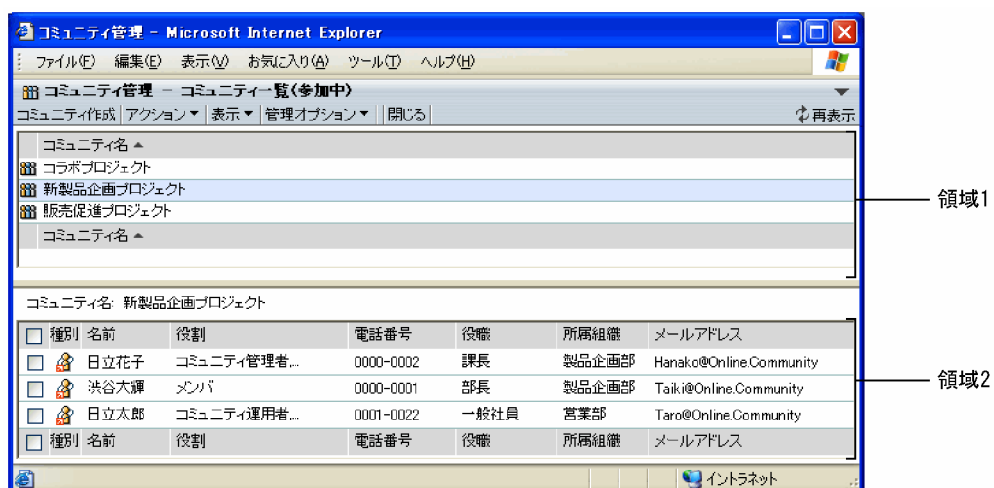 コミュニティ管理 - Microsoft Internet Explorer
ファイル(F) 編集(E) 表示(V) お気に入り(A) ツール(T) ヘルプ(H)
コミュニティ管理 － コミュニティ一覧(参加中)
コミュニティ作成 アクション▼ 表示▼ 管理オプション▼ 閉じる 再表示
コミュニティ名 ▲
コラボプロジェクト
新製品企画プロジェクト
領域1
販売促進プロジェクト
コミュニティ名 ▲
コミュニティ名: 新製品企画プロジェクト
種別 名前 役割 電話番号 役職 所属組織 メールアドレス
日立花子 コミュニティ管理者... 0000-0002 課長 製品企画部 Hanako@Online.Community
渋谷大輝 メンバ 0000-0001 部長 製品企画部 Taiki@Online.Community
領域2
日立太郎 コミュニティ運用者... 0001-0022 一般社員 営業部 Taro@Online.Community
種別 名前 役割 電話番号 役職 所属組織 メールアドレス
イントラネット